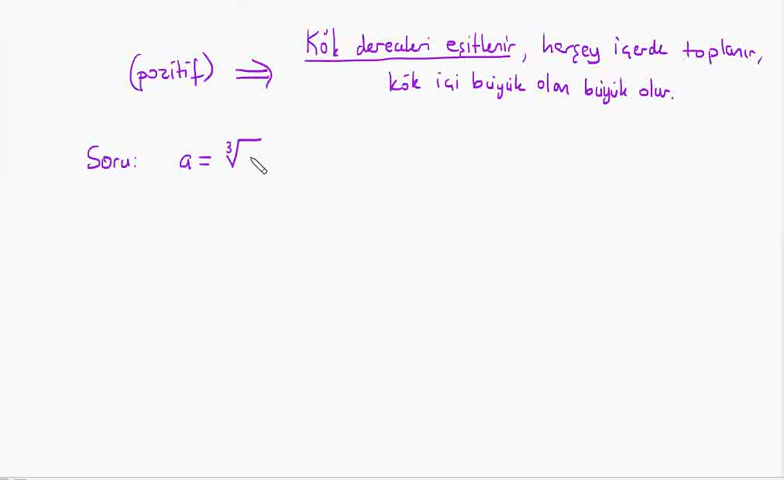 Kök dereceleri eşitlenir, herşey içerde toplanır,
(pozitif) ⟹ kök içi büyük olan büyük olur.
Soru: a = ∛